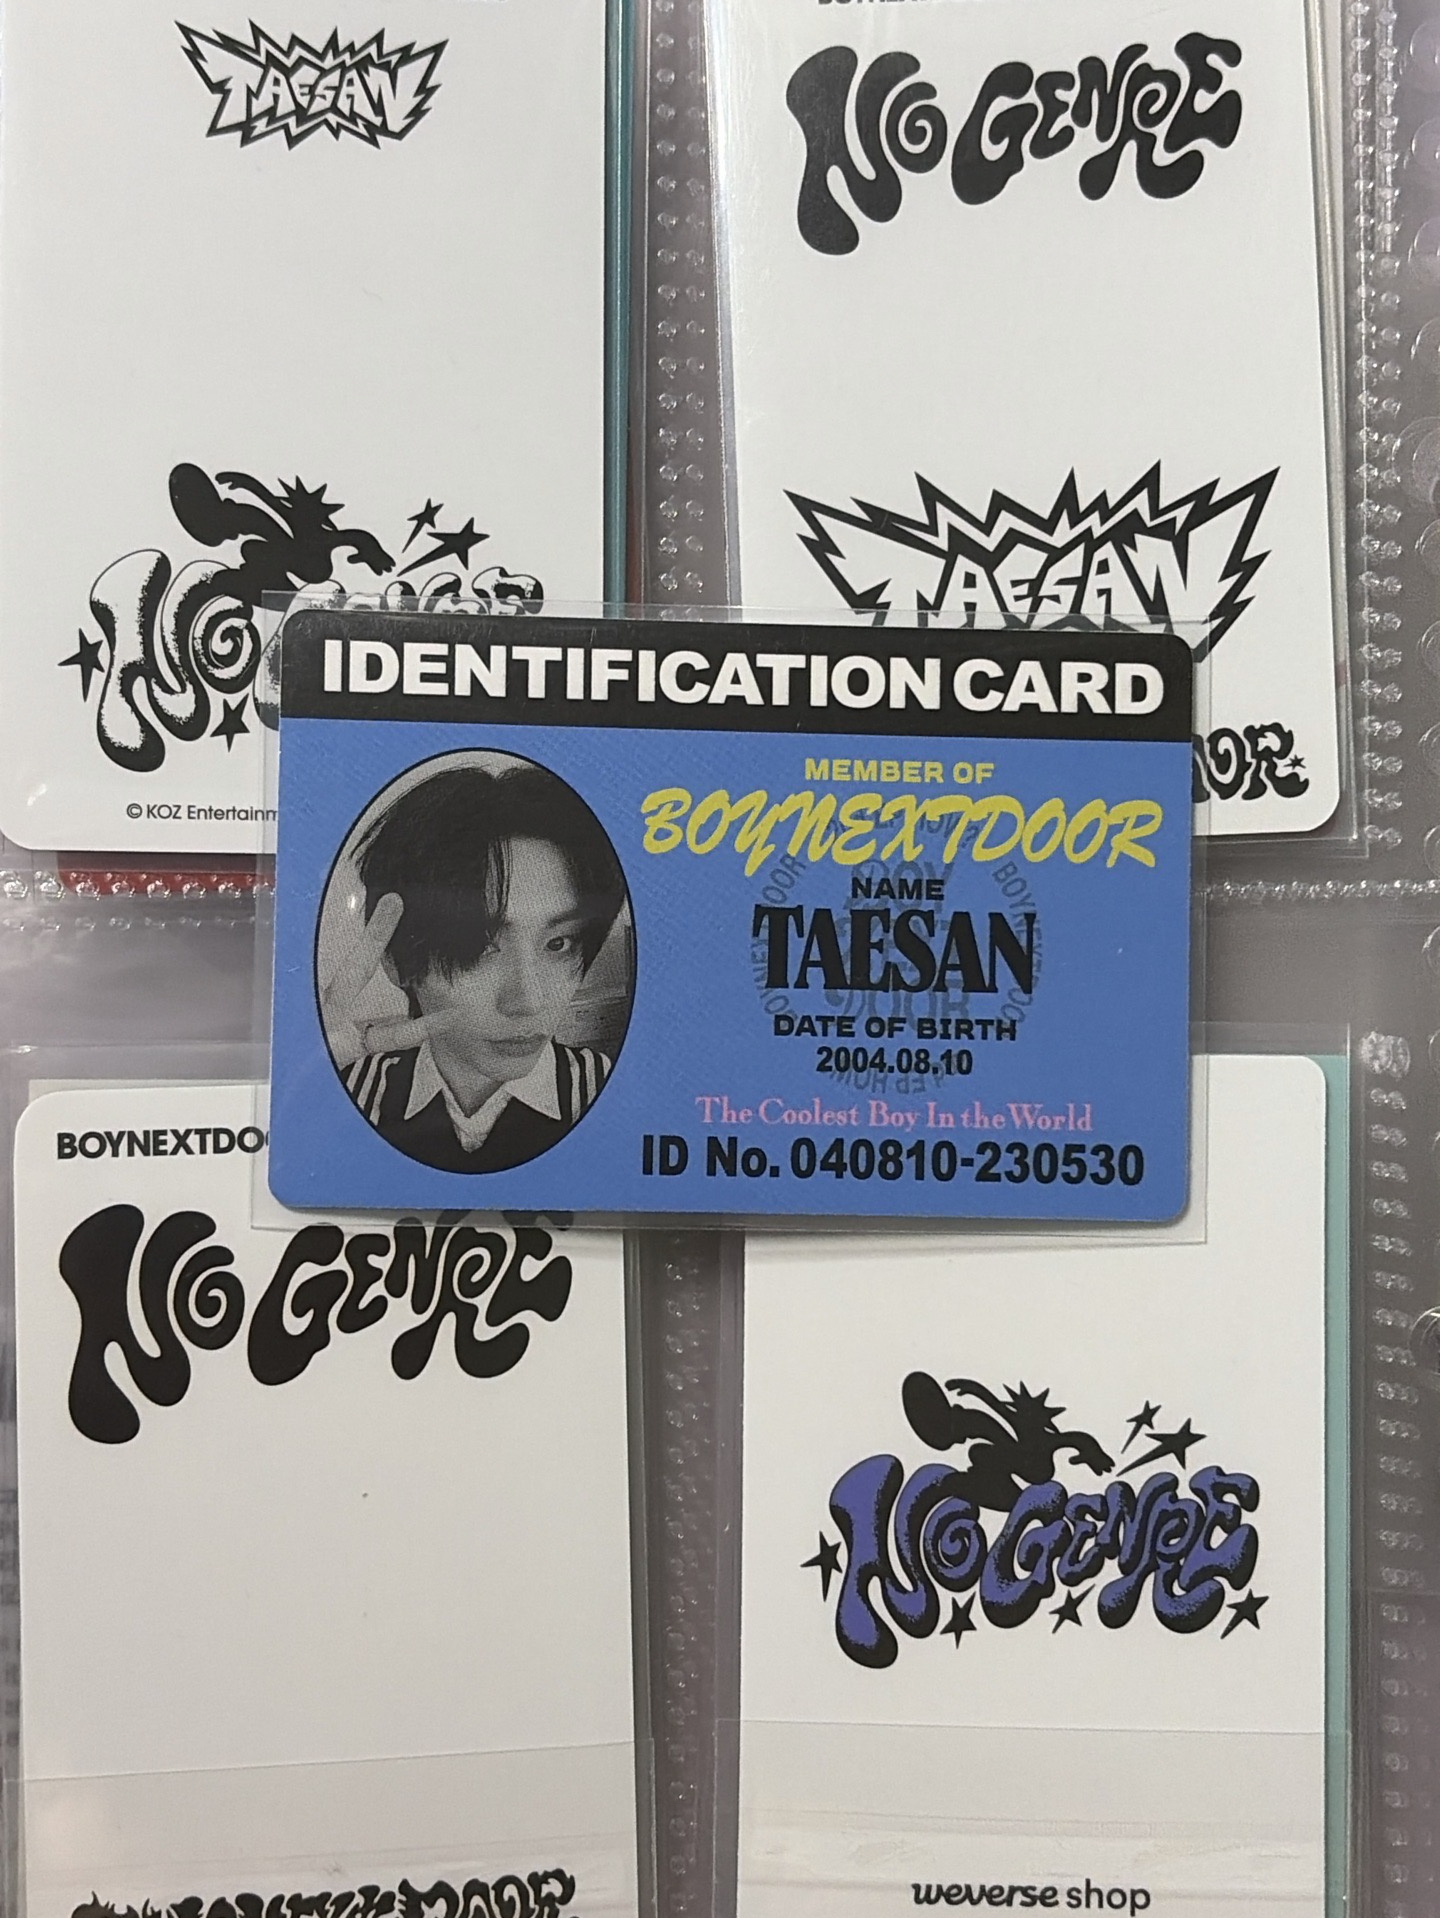 TAESAN
NO GENRE
© KOZ Entertainm
NO GENRE
TAESAN
IDENTIFICATION CARD
MEMBER OF
BOYNEXTDOOR
NAME
TAESAN
DATE OF BIRTH
2004.08.10
The Coolest Boy In the World
ID No. 040810-230530
BOYNEXTDO
NO GENRE
NO GENRE
weverse shop